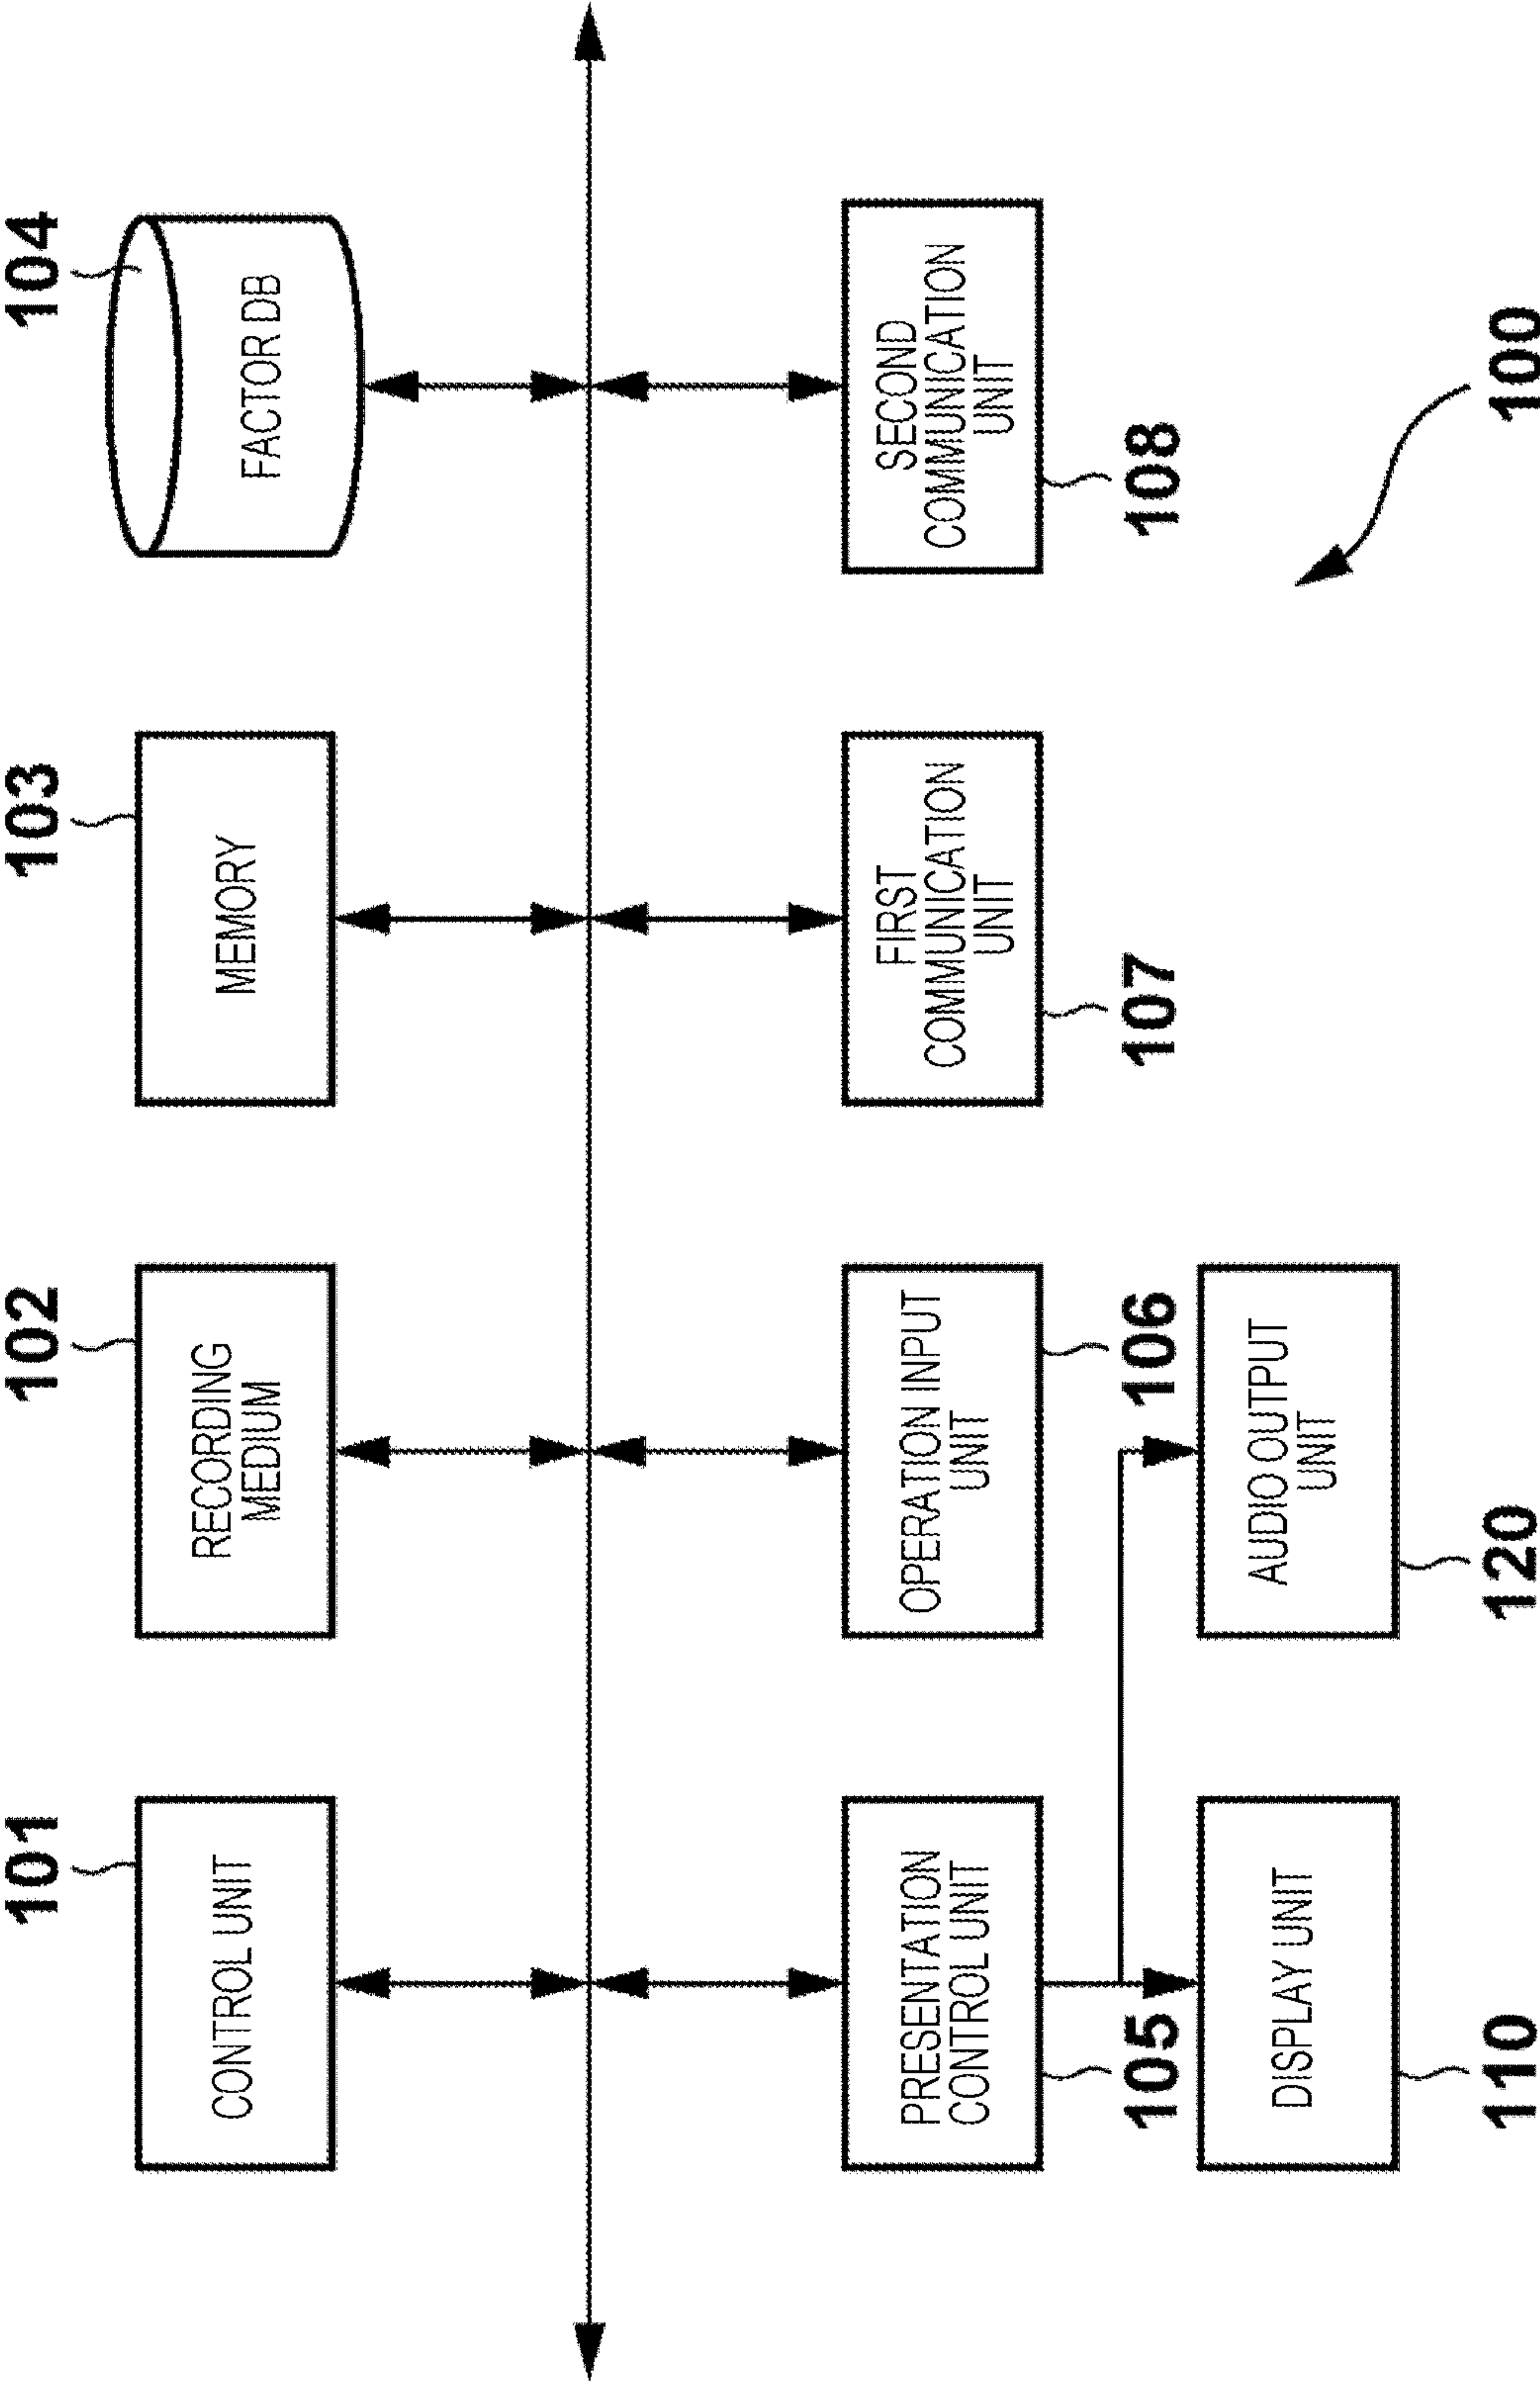 101
102
103
104
CONTROL UNIT
RECORDING
MEDIUM
MEMORY
FACTOR DB
PRESENTATION
CONTROL UNIT
OPERATION INPUT
UNIT
FIRST
COMMUNICATION
UNIT
SECOND
COMMUNICATION
UNIT
105
106
107
108
DISPLAY UNIT
AUDIO OUTPUT
UNIT
110
120
100